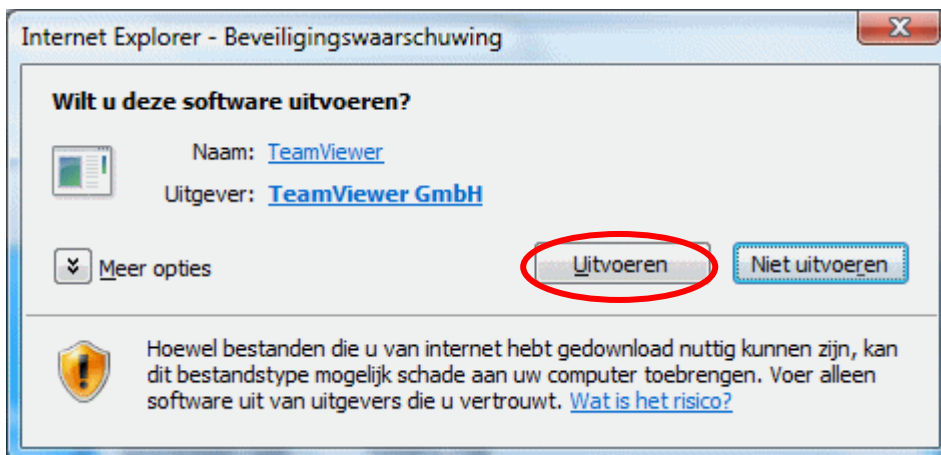 Internet Explorer - Beveiligingswaarschuwing
Wilt u deze software uitvoeren?
Naam: TeamViewer
Uitgever: TeamViewer GmbH
Meer opties Uitvoeren Niet uitvoeren
Hoewel bestanden die u van internet hebt gedownload nuttig kunnen zijn, kan
dit bestandstype mogelijk schade aan uw computer toebrengen. Voer alleen
software uit van uitgevers die u vertrouwt. Wat is het risico?